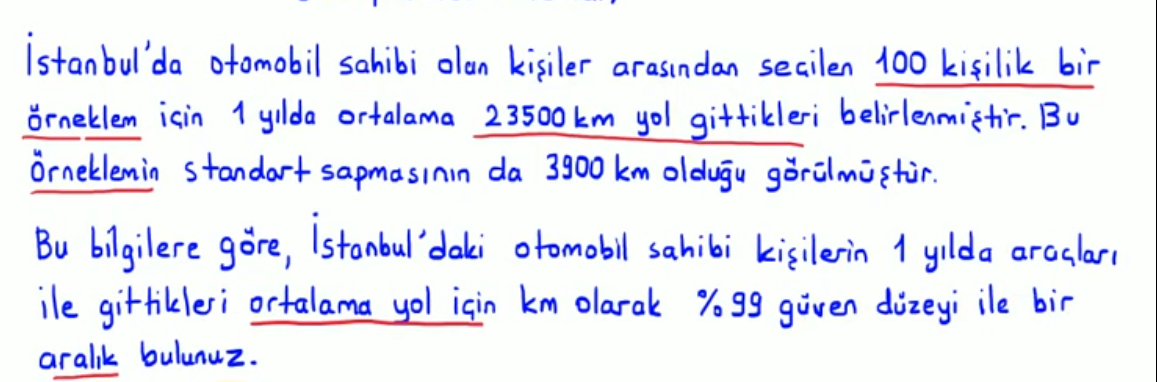 İstanbul'da otomobil sahibi olan kişiler arasından seçilen 100 kişilik bir
örneklem için 1 yılda ortalama 23500 km yol gittikleri belirlenmiştir. Bu
Örneklemin standart sapmasının da 3900 km olduğu görülmüştür.
Bu bilgilere göre, İstanbul'daki otomobil sahibi kişilerin 1 yılda araçları
ile gittikleri ortalama yol için km olarak %99 güven düzeyi ile bir
aralık bulunuz.